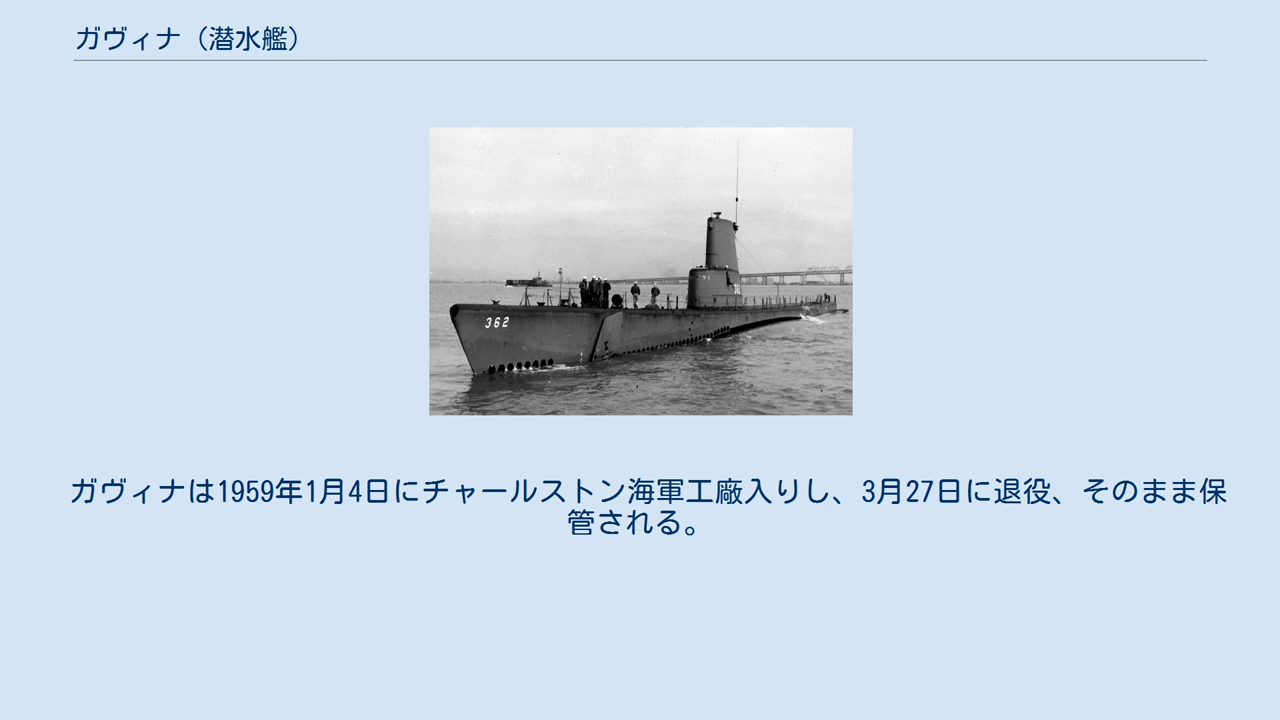 ガヴィナ（潜水艦）
362
ガヴィナは1959年1月4日にチャールストン海軍工廠入りし、3月27日に退役、そのまま保
管される。